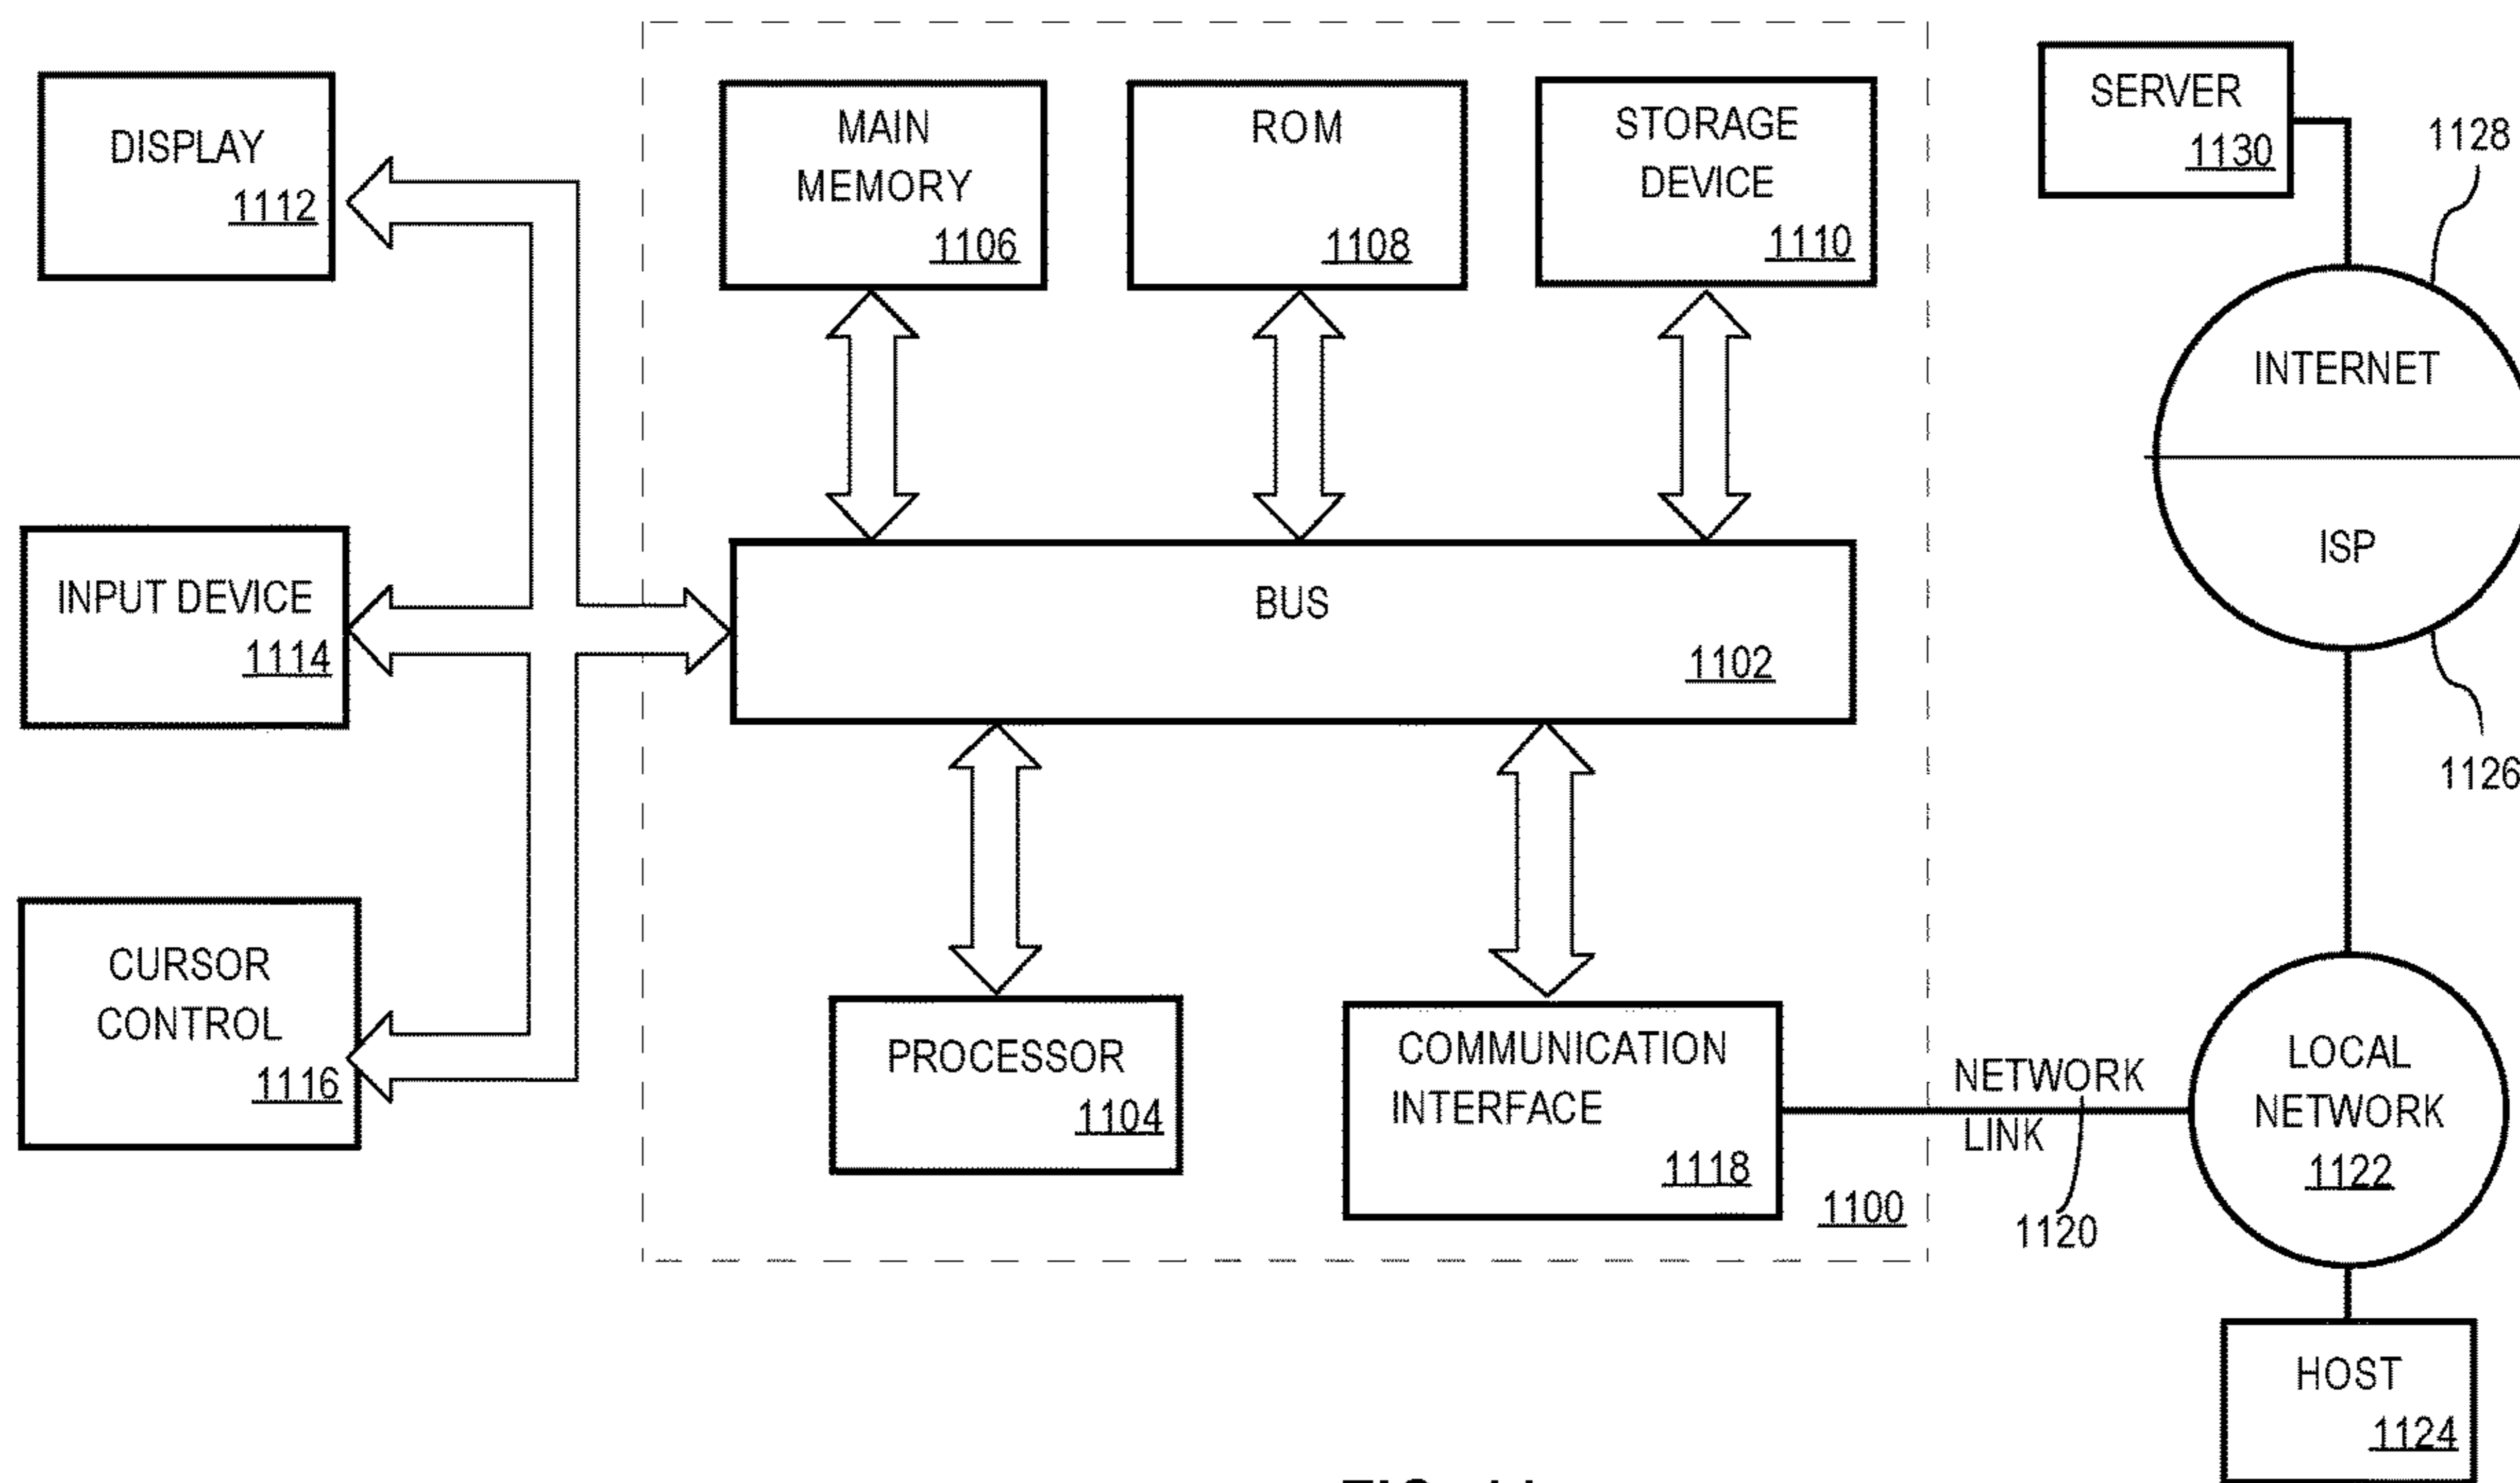 DISPLAY
1112
MAIN
MEMORY
1106
ROM
1108
STORAGE
DEVICE
1110
SERVER
1130
1128
INTERNET
ISP
1126
INPUT DEVICE
1114
BUS
1102
CURSOR
CONTROL
1116
PROCESSOR
1104
COMMUNICATION
INTERFACE
1118
1100
NETWORK
LINK
1120
LOCAL
NETWORK
1122
HOST
1124